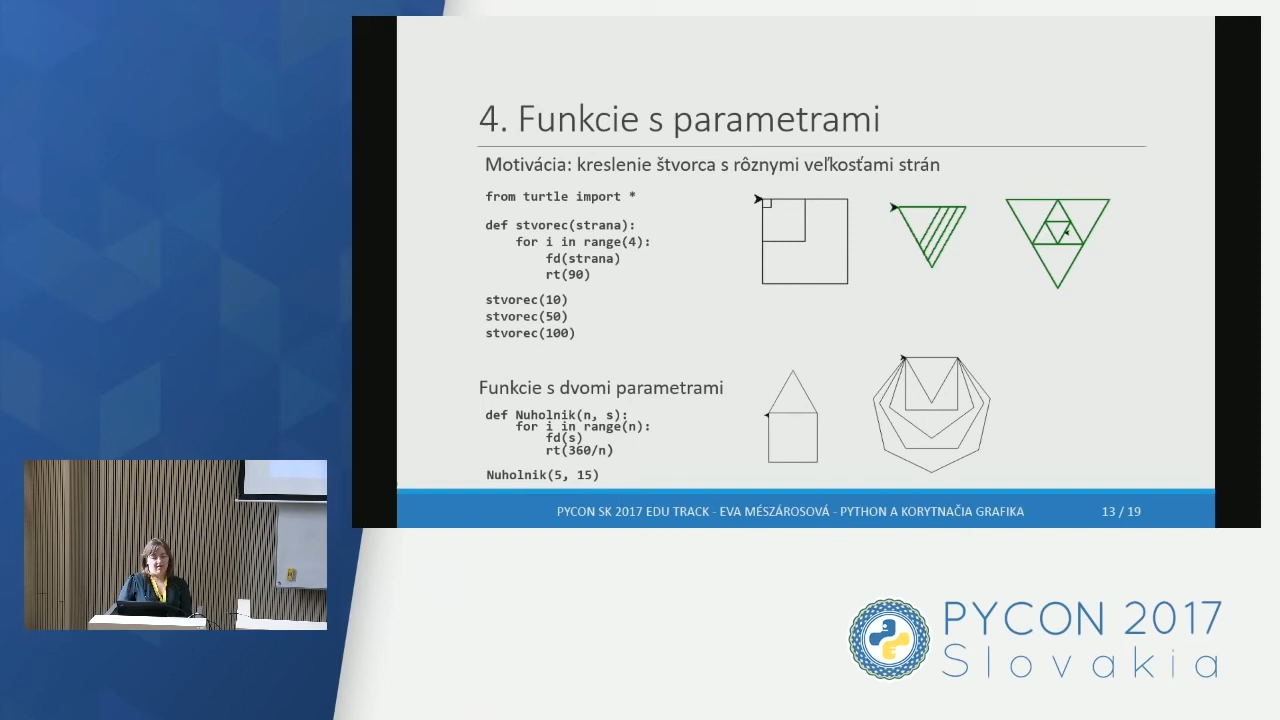 4. Funkcie s parametrami
Motivácia: kreslenie štvorca s rôznymi veľkosťami strán
from turtle import *
def stvorec(strana):
    for i in range(4):
        fd(strana)
        rt(90)
stvorec(10)
stvorec(50)
stvorec(100)
Funkcie s dvomi parametrami
def Nuholnik(n, s):
    for i in range(n):
        fd(s)
        rt(360/n)
Nuholnik(5, 15)
PYCON SK 2017 EDU TRACK - EVA MÉSZÁROSOVÁ - PYTHON A KORYTNAČIA GRAFIKA
13 / 19
PYCON 2017
Slovakia